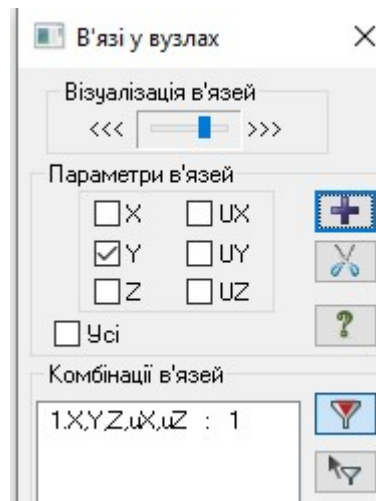 В'язі у вузлах
Візуалізація в'язей
<<< >>>
Параметри в'язей
X UX
Y UY
Z UZ
Усі
?
Комбінації в'язей
1.X,Y,Z,uX,uZ : 1